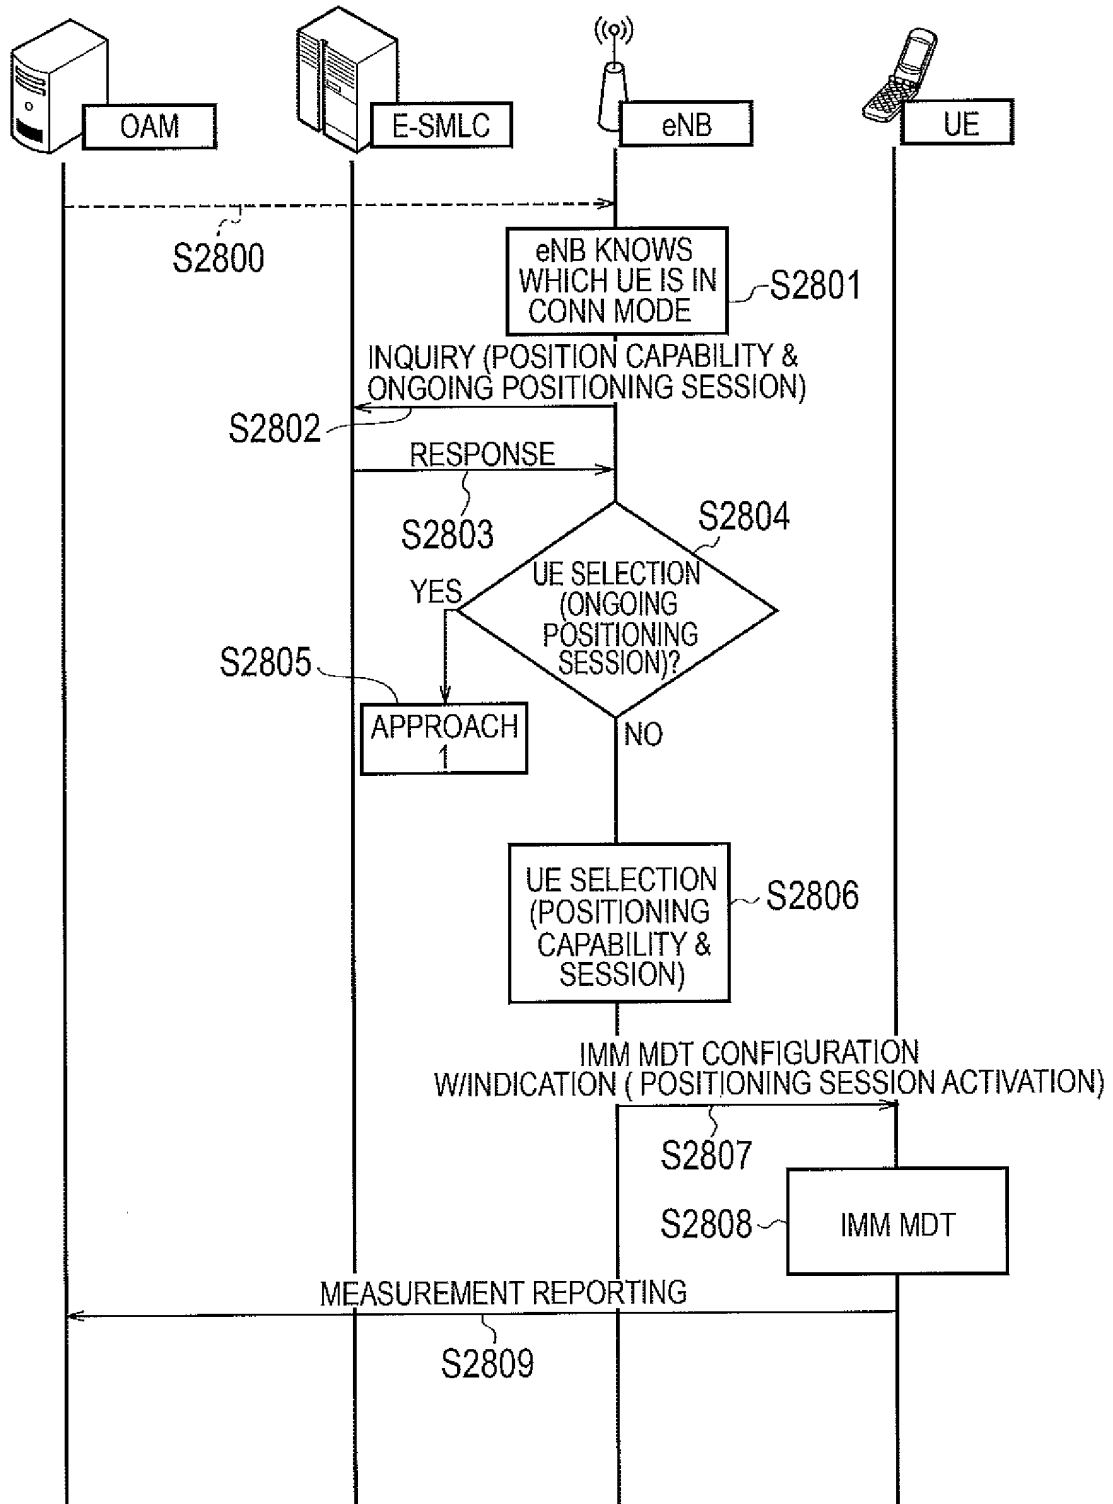 OAM
E-SMLC
eNB
UE
S2800
eNB KNOWS
WHICH UE IS IN
CONN MODE
S2801
INQUIRY (POSITION CAPABILITY &
ONGOING POSITIONING SESSION)
S2802
RESPONSE
S2803
S2804
UE SELECTION
(ONGOING
POSITIONING
SESSION)?
YES
S2805
APPROACH
1
NO
UE SELECTION
(POSITIONING
CAPABILITY &
SESSION)
S2806
IMM MDT CONFIGURATION
W/INDICATION ( POSITIONING SESSION ACTIVATION)
S2807
S2808
IMM MDT
MEASUREMENT REPORTING
S2809